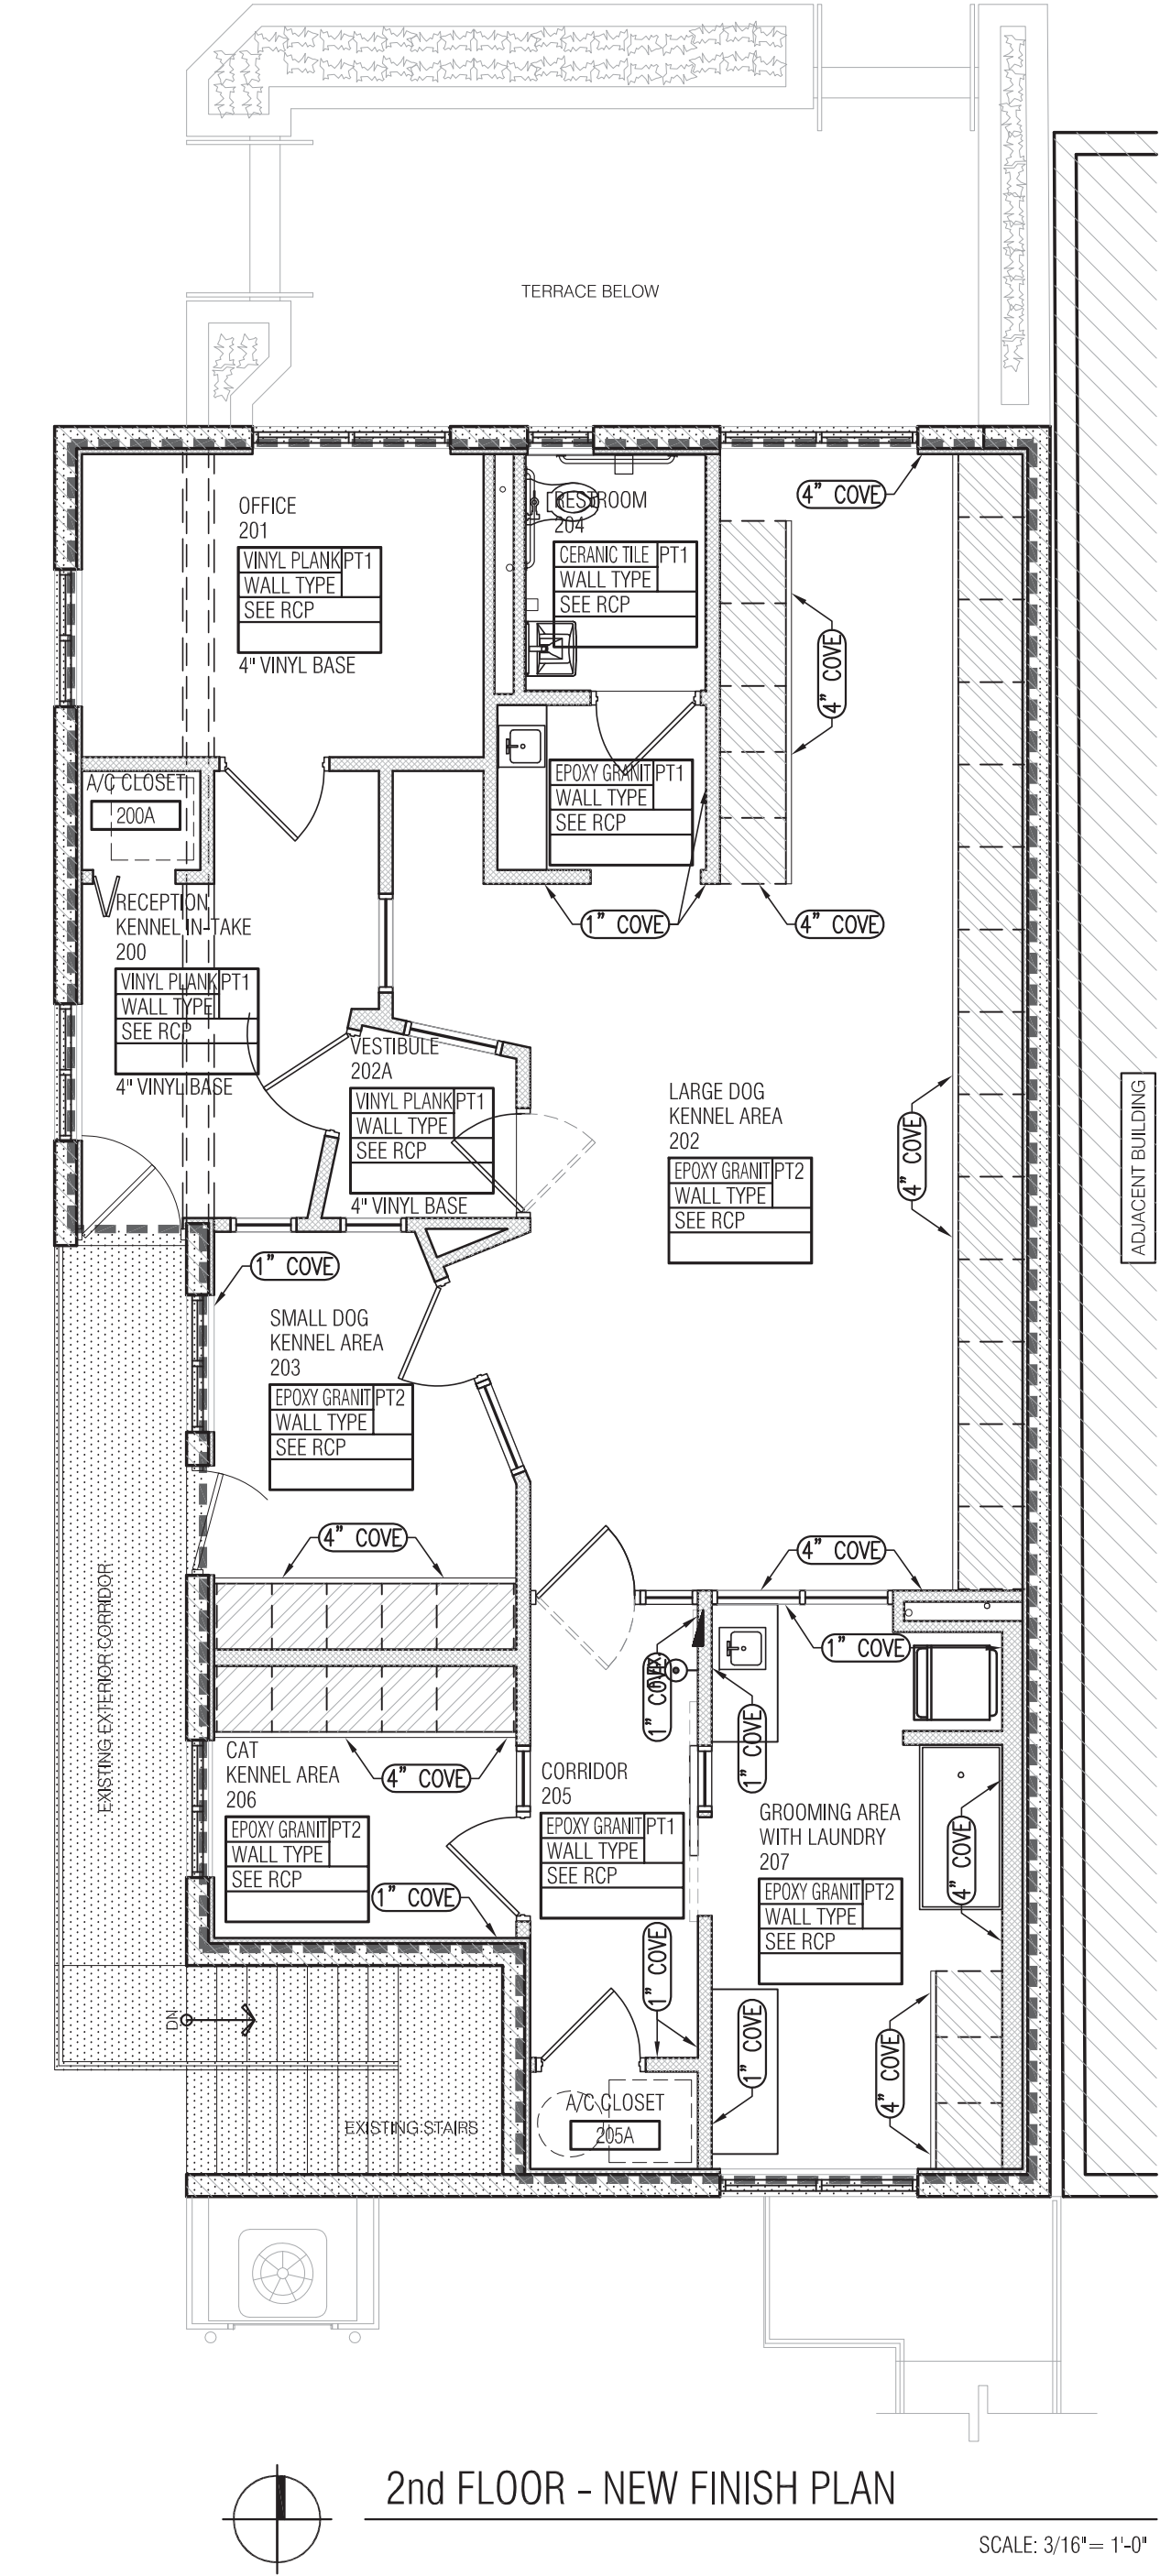 TERRACE BELOW
4" COVE
OFFICE
201
VINYL PLANK PT1
WALL TYPE
SEE RCP
4" VINYL BASE
RESTROOM
204
CERANIC TILE PT1
WALL TYPE
SEE RCP
4" COVE
A/C CLOSET
200A
EPOXY GRANIT PT1
WALL TYPE
SEE RCP
RECEPTION
KENNEL IN-TAKE
200
VINYL PLANK PT1
WALL TYPE
SEE RCP
4" VINYL BASE
1" COVE
4" COVE
VESTIBULE
202A
VINYL PLANK PT1
WALL TYPE
SEE RCP
4" VINYL BASE
LARGE DOG
KENNEL AREA
202
EPOXY GRANIT PT2
WALL TYPE
SEE RCP
4" COVE
ADJACENT BUILDING
1" COVE
SMALL DOG
KENNEL AREA
203
EPOXY GRANIT PT2
WALL TYPE
SEE RCP
4" COVE
4" COVE
EXISTING EXTERIOR CORRIDOR
1" COVE
1" COVE
1" COVE
CAT
KENNEL AREA
206
EPOXY GRANIT PT2
WALL TYPE
SEE RCP
4" COVE
1" COVE
CORRIDOR
205
EPOXY GRANIT PT1
WALL TYPE
SEE RCP
GROOMING AREA
WITH LAUNDRY
207
EPOXY GRANIT PT2
WALL TYPE
SEE RCP
4" COVE
1" COVE
1" COVE
4" COVE
DN
EXISTING STAIRS
A/C CLOSET
205A
2nd FLOOR - NEW FINISH PLAN
SCALE: 3/16"= 1'-0"